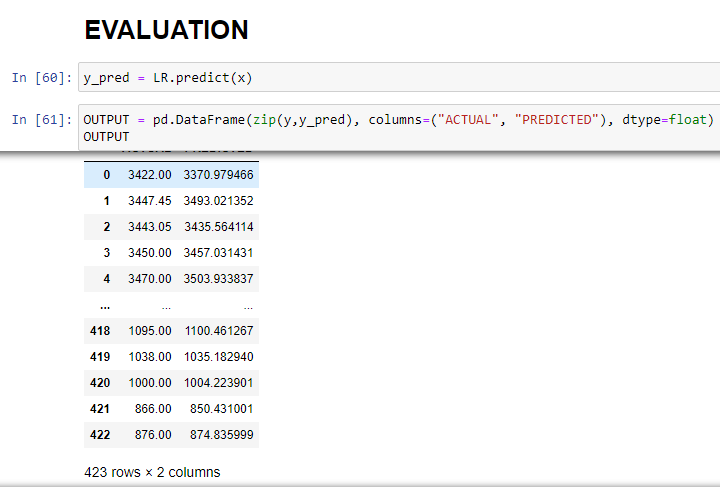 EVALUATION
In [60]: y_pred = LR.predict(x)
In [61]: OUTPUT = pd.DataFrame(zip(y,y_pred), columns=("ACTUAL", "PREDICTED"), dtype=float)
OUTPUT
0 3422.00 3370.979466
1 3447.45 3493.021352
2 3443.05 3435.564114
3 3450.00 3457.031431
4 3470.00 3503.933837
... ... ...
418 1095.00 1100.461267
419 1038.00 1035.182940
420 1000.00 1004.223901
421 866.00 850.431001
422 876.00 874.835999
423 rows × 2 columns